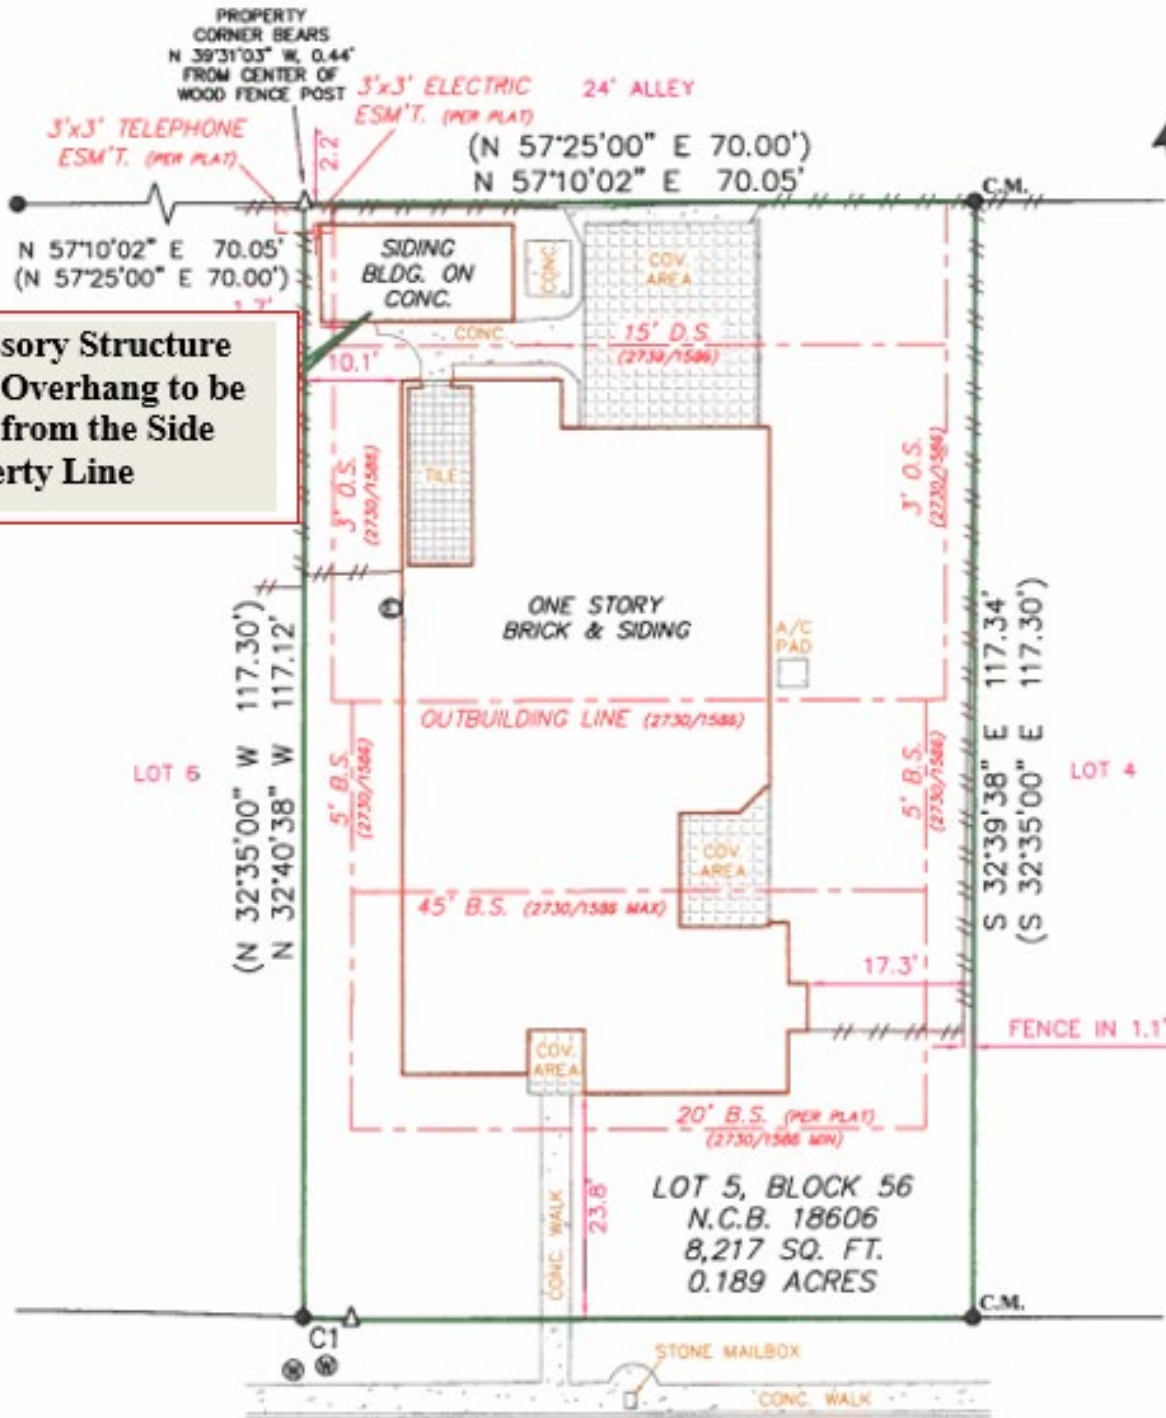 PROPERTY
CORNER BEARS
N 39°31'03" W, 0.44'
FROM CENTER OF
WOOD FENCE POST
3'x3' ELECTRIC
ESM'T. (PER PLAT)
24' ALLEY
3'x3' TELEPHONE
ESM'T. (PER PLAT)
2.2'
(N 57°25'00" E 70.00')
N 57°10'02" E 70.05'
C.M.
N 57°10'02" E 70.05'
(N 57°25'00" E 70.00')
SIDING
BLDG. ON
CONC.
CONC.
COV.
AREA
1.7'
CONC.
15' D.S.
(2730/1586)
ssory Structure
Overhang to be
from the Side
erty Line
10.1'
TILE
3' O.S.
(2730/1586)
3' O.S.
(2730/1586)
ONE STORY
BRICK & SIDING
A/C
PAD
OUTBUILDING LINE (2730/1586)
(N 32°35'00" W 117.30')
N 32°40'38" W 117.12'
S 32°39'38" E 117.34'
(S 32°35'00" E 117.30')
LOT 6
LOT 4
5' B.S.
(2730/1586)
5' B.S.
(2730/1586)
COV.
AREA
45' B.S. (2730/1586 MAX)
17.3'
FENCE IN 1.1'
COV.
AREA
20' B.S. (PER PLAT)
(2730/1586 MIN)
23.8'
CONC. WALK
LOT 5, BLOCK 56
N.C.B. 18606
8,217 SQ. FT.
0.189 ACRES
C.M.
C1
W
W
STONE MAILBOX
CONC. WALK